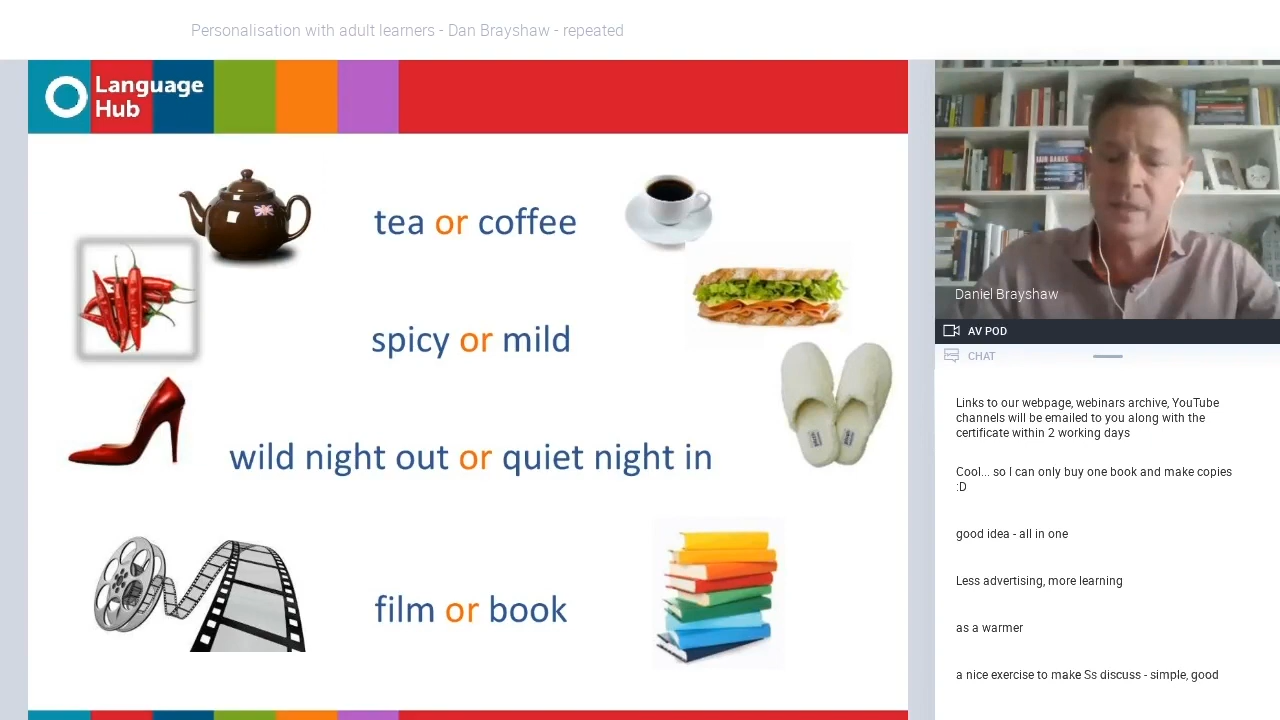 Personalisation with adult learners - Dan Brayshaw - repeated
Language
Hub
tea or coffee
spicy or mild
wild night out or quiet night in
film or book
IAIN BANKS
Daniel Brayshaw
AV POD
CHAT
Links to our webpage, webinars archive, YouTube
channels will be emailed to you along with the
certificate within 2 working days
Cool... so I can only buy one book and make copies
:D
good idea - all in one
Less advertising, more learning
as a warmer
a nice exercise to make Ss discuss - simple, good